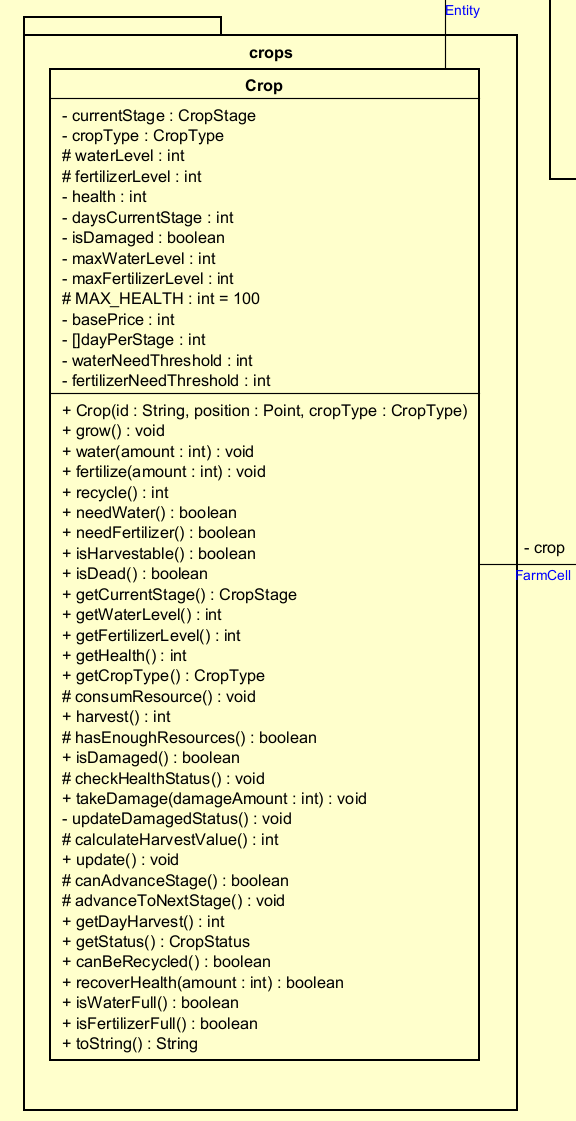 Entity
crops
Crop
- currentStage : CropStage
- cropType : CropType
# waterLevel : int
# fertilizerLevel : int
- health : int
- daysCurrentStage : int
- isDamaged : boolean
- maxWaterLevel : int
- maxFertilizerLevel : int
# MAX_HEALTH : int = 100
- basePrice : int
- []dayPerStage : int
- waterNeedThreshold : int
- fertilizerNeedThreshold : int
+ Crop(id : String, position : Point, cropType : CropType)
+ grow() : void
+ water(amount : int) : void
+ fertilize(amount : int) : void
+ recycle() : int
+ needWater() : boolean
+ needFertilizer() : boolean
+ isHarvestable() : boolean
+ isDead() : boolean
+ getCurrentStage() : CropStage
+ getWaterLevel() : int
+ getFertilizerLevel() : int
+ getHealth() : int
+ getCropType() : CropType
# consumResource() : void
+ harvest() : int
# hasEnoughResources() : boolean
+ isDamaged() : boolean
# checkHealthStatus() : void
+ takeDamage(damageAmount : int) : void
- updateDamagedStatus() : void
# calculateHarvestValue() : int
+ update() : void
# canAdvanceStage() : boolean
# advanceToNextStage() : void
+ getDayHarvest() : int
+ getStatus() : CropStatus
+ canBeRecycled() : boolean
+ recoverHealth(amount : int) : boolean
+ isWaterFull() : boolean
+ isFertilizerFull() : boolean
+ toString() : String
- crop
FarmCell